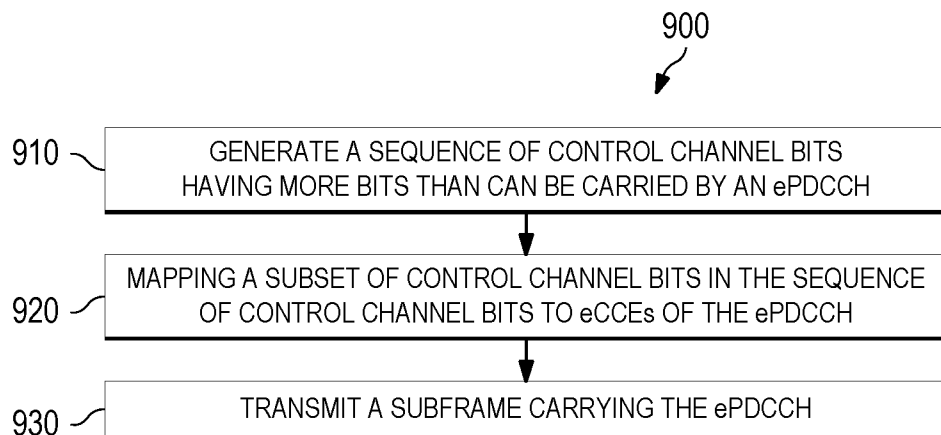 900
910
GENERATE A SEQUENCE OF CONTROL CHANNEL BITS
HAVING MORE BITS THAN CAN BE CARRIED BY AN ePDCCH
920
MAPPING A SUBSET OF CONTROL CHANNEL BITS IN THE SEQUENCE
OF CONTROL CHANNEL BITS TO eCCEs OF THE ePDCCH
930
TRANSMIT A SUBFRAME CARRYING THE ePDCCH